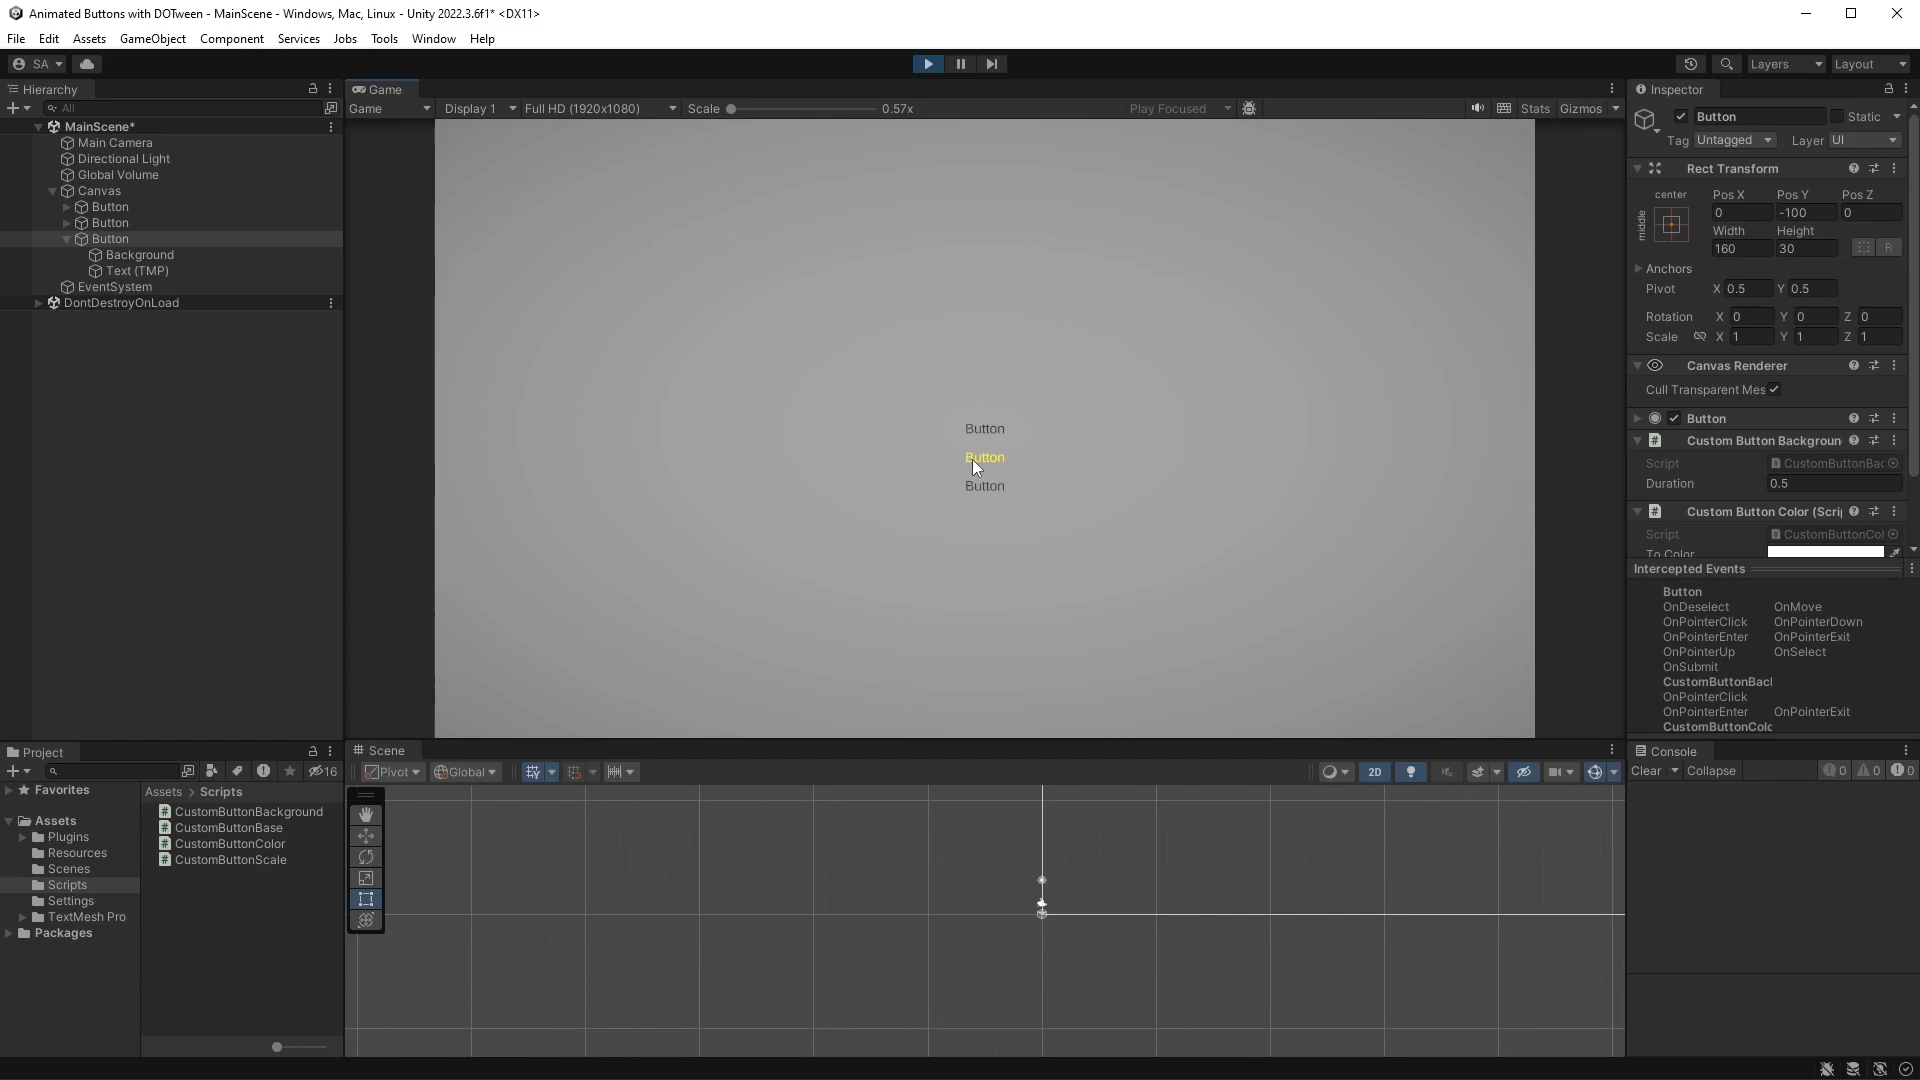 Animated Buttons with DOTween - MainScene - Windows, Mac, Linux - Unity 2022.3.6f1* <DX11>
File Edit Assets GameObject Component Services Jobs Tools Window Help
SA
Layers Layout
Hierarchy
All
MainScene*
Main Camera
Directional Light
Global Volume
Canvas
Button
Button
Button
Background
Text (TMP)
EventSystem
DontDestroyOnLoad
Game
Game Display 1 Full HD (1920x1080) Scale 0.57x Play Focused Stats Gizmos
Button
Button
Button
Inspector
Button Static
Tag Untagged Layer UI
Rect Transform
center Pos X Pos Y Pos Z
middle 0 -100 0
Width Height
160 30 R
Anchors
Pivot X 0.5 Y 0.5
Rotation X 0 Y 0 Z 0
Scale X 1 Y 1 Z 1
Canvas Renderer
Cull Transparent Mes
Button
Custom Button Backgroun
Script CustomButtonBac
Duration 0.5
Custom Button Color (Scri
Script CustomButtonCol
To Color
Intercepted Events
Button
OnDeselect OnMove
OnPointerClick OnPointerDown
OnPointerEnter OnPointerExit
OnPointerUp OnSelect
OnSubmit
CustomButtonBacl
OnPointerClick
OnPointerEnter OnPointerExit
CustomButtonColc
Project
16
Favorites
Assets
Plugins
Resources
Scenes
Scripts
Settings
TextMesh Pro
Packages
Assets > Scripts
CustomButtonBackground
CustomButtonBase
CustomButtonColor
CustomButtonScale
Scene
Pivot Global 2D
Console
Clear Collapse 0 0 0